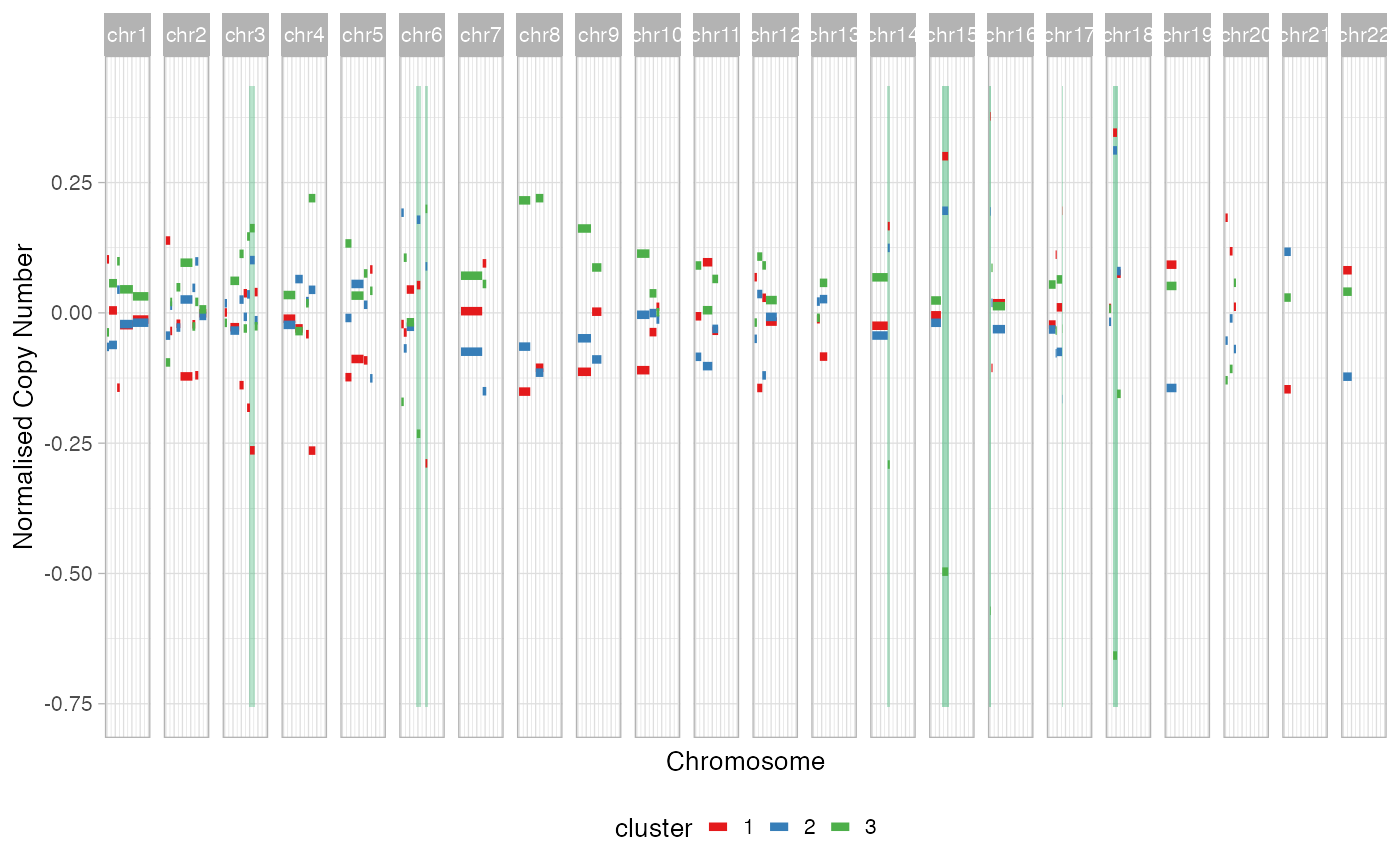 chr1 chr2 chr3 chr4 chr5 chr6 chr7 chr8 chr9 chr10 chr11 chr12 chr13 chr14 chr15 chr16 chr17 chr18 chr19 chr20 chr21 chr22
0.25
0.00
-0.25
-0.50
-0.75
Normalised Copy Number
Chromosome
cluster 1 2 3